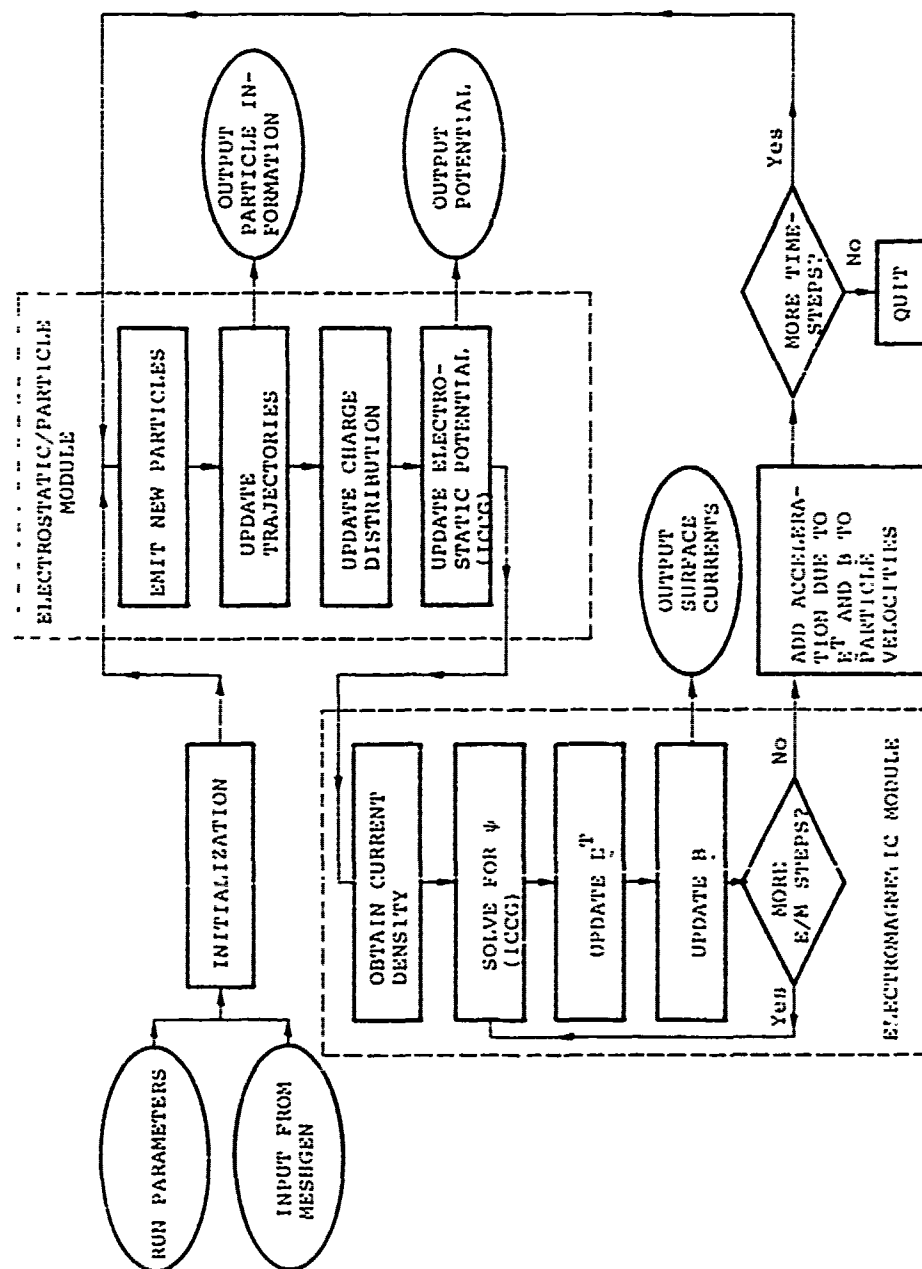 RUN PARAMETERS
INPUT FROM
MESHGEN
INITIALIZATION
ELECTROSTATIC/PARTICLE
MODULE
EMIT NEW PARTICLES
UPDATE
TRAJECTORIES
UPDATE CHARGE
DISTRIBUTION
UPDATE ELECTRO-
STATIC POTENTIAL
(ICCG)
OUTPUT
PARTICLE IN-
FORMATION
OUTPUT
POTENTIAL
OBTAIN CURRENT
DENSITY
SOLVE FOR ψ
(ICCG)
UPDATE E^T
UPDATE B
MORE
E/M STEPS?
Yes
No
ELECTROMAGNETIC MODULE
OUTPUT
SURFACE
CURRENTS
ADD ACCELERA-
TION DUE TO
E^T AND B TO
PARTICLE
VELOCITIES
MORE TIME-
STEPS?
Yes
No
QUIT